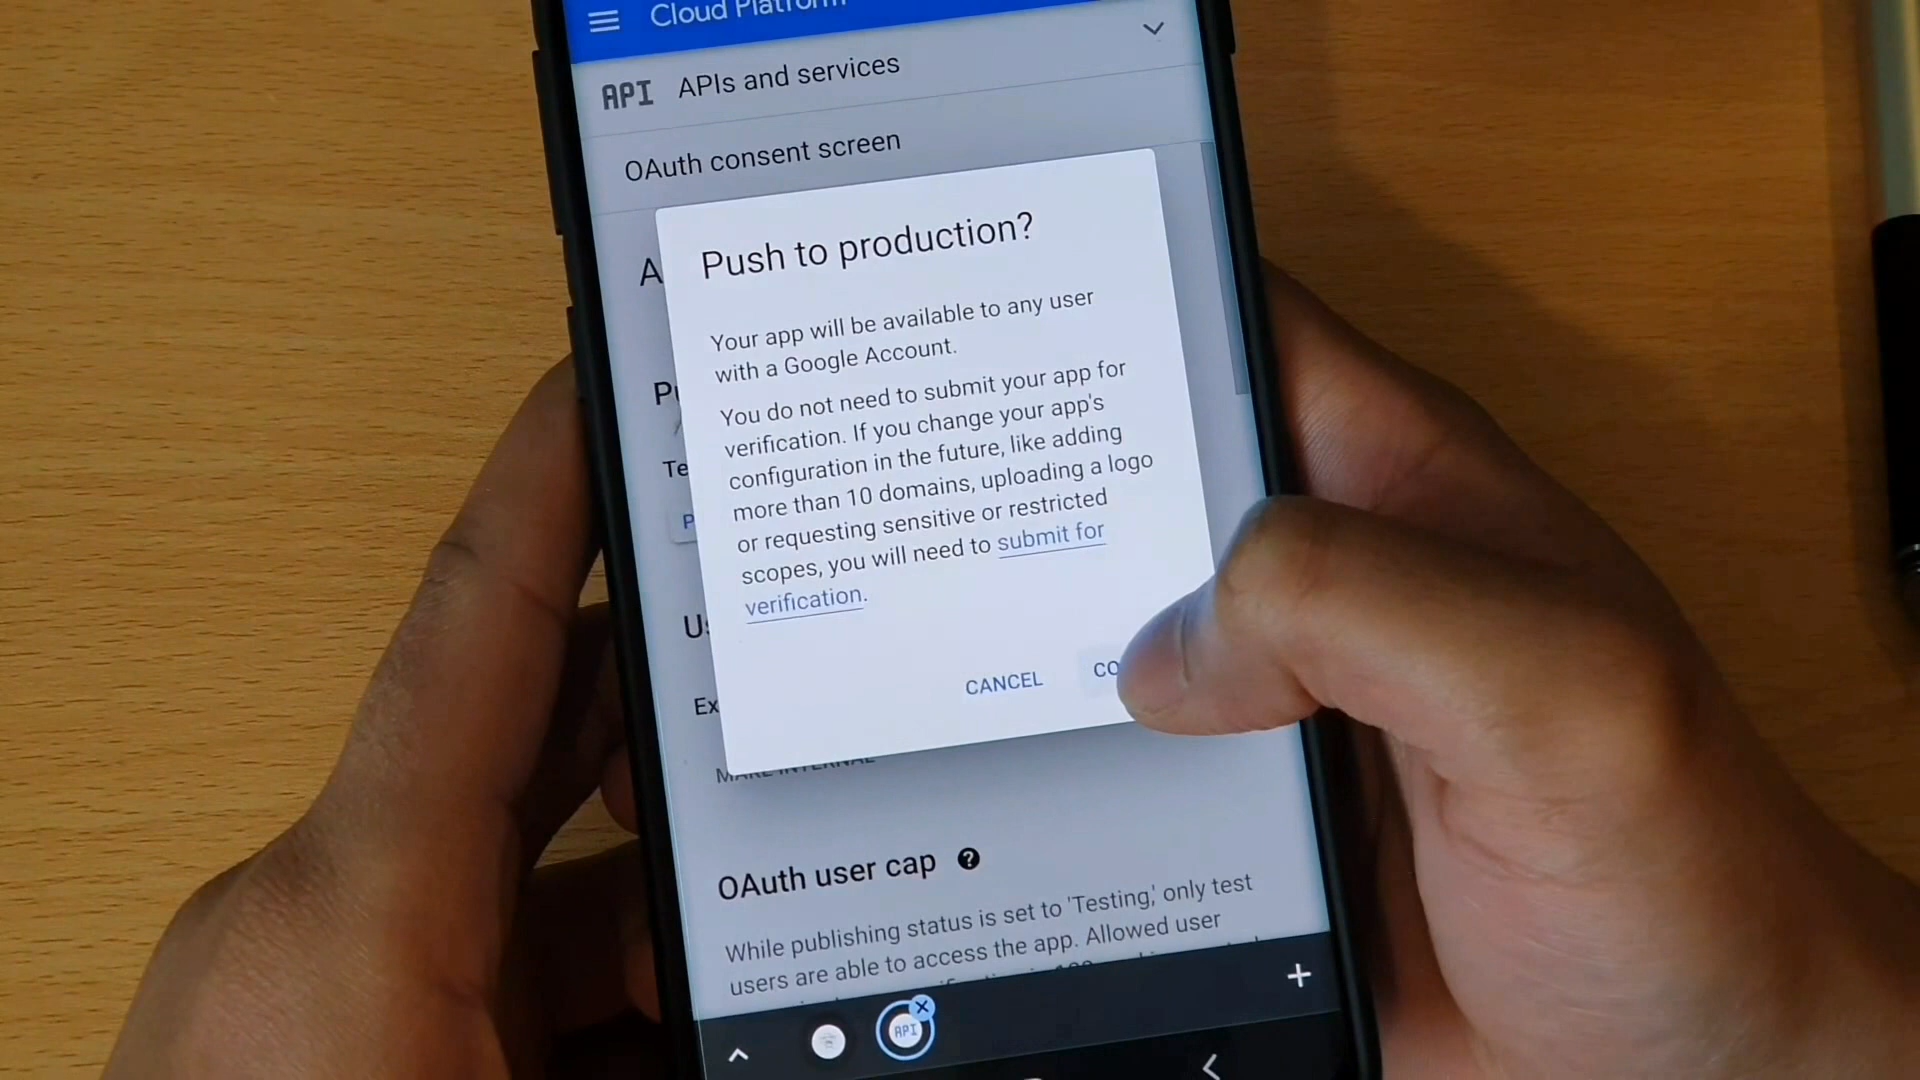 Cloud Platform
API APIs and services
OAuth consent screen
Push to production?
Your app will be available to any user
with a Google Account.
You do not need to submit your app for
verification. If you change your app's
configuration in the future, like adding
more than 10 domains, uploading a logo
or requesting sensitive or restricted
scopes, you will need to submit for
verification.
CANCEL
OAuth user cap
While publishing status is set to 'Testing,' only test
users are able to access the app. Allowed user
API